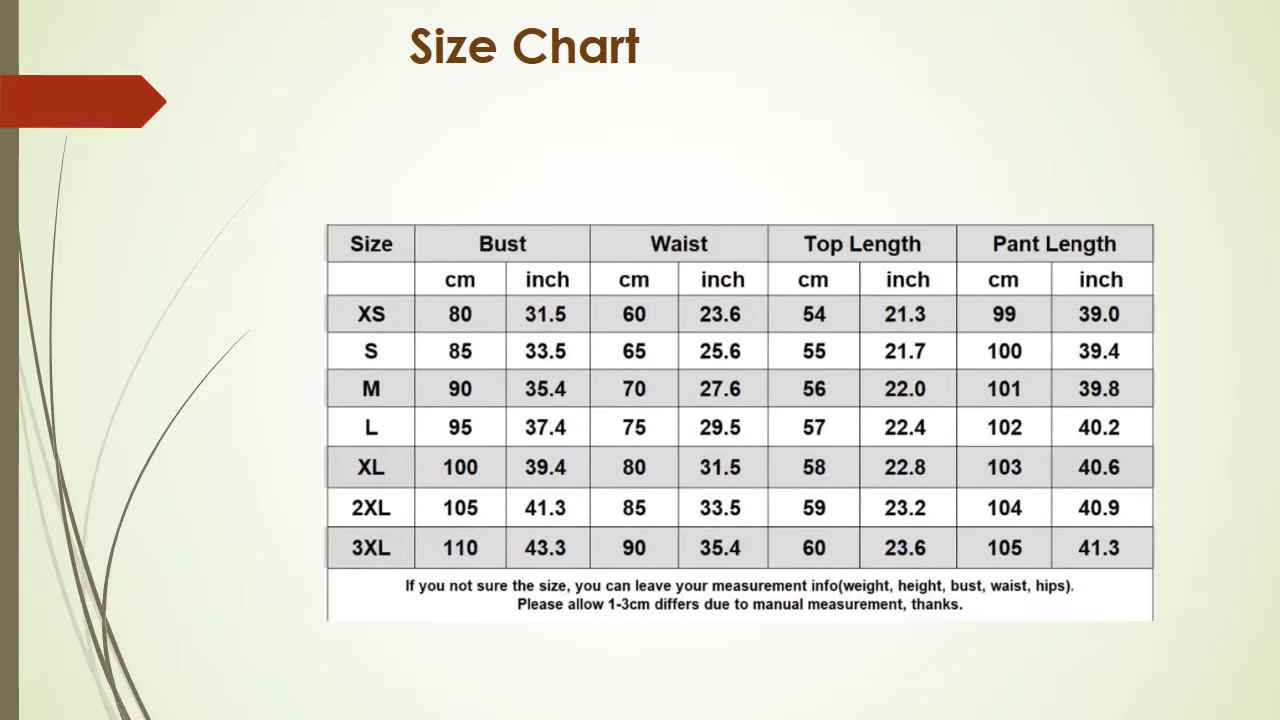 Size Chart
Size Bust Waist Top Length Pant Length
cm inch cm inch cm inch cm inch
XS 80 31.5 60 23.6 54 21.3 99 39.0
S 85 33.5 65 25.6 55 21.7 100 39.4
M 90 35.4 70 27.6 56 22.0 101 39.8
L 95 37.4 75 29.5 57 22.4 102 40.2
XL 100 39.4 80 31.5 58 22.8 103 40.6
2XL 105 41.3 85 33.5 59 23.2 104 40.9
3XL 110 43.3 90 35.4 60 23.6 105 41.3
If you not sure the size, you can leave your measurement info(weight, height, bust, waist, hips).
Please allow 1-3cm differs due to manual measurement, thanks.